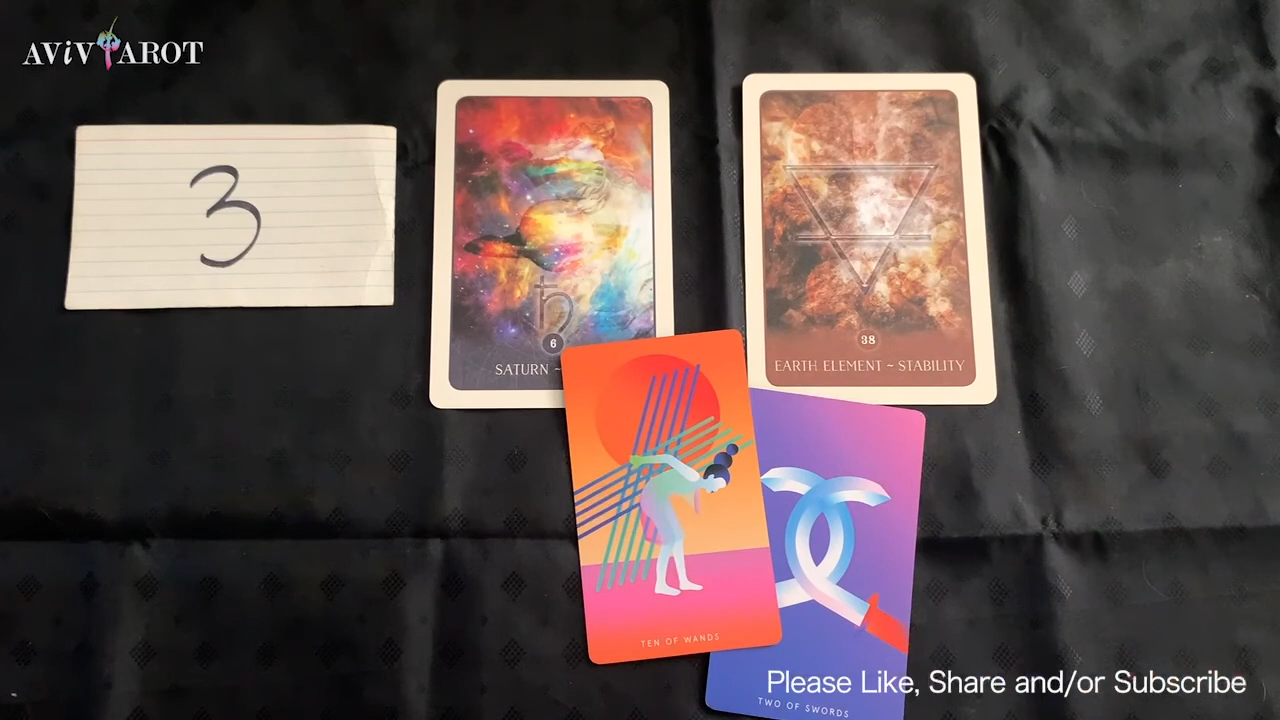 AViV TAROT
3
6
SATURN ~
38
EARTH ELEMENT ~ STABILITY
TEN OF WANDS
TWO OF SWORDS
Please Like, Share and/or Subscribe